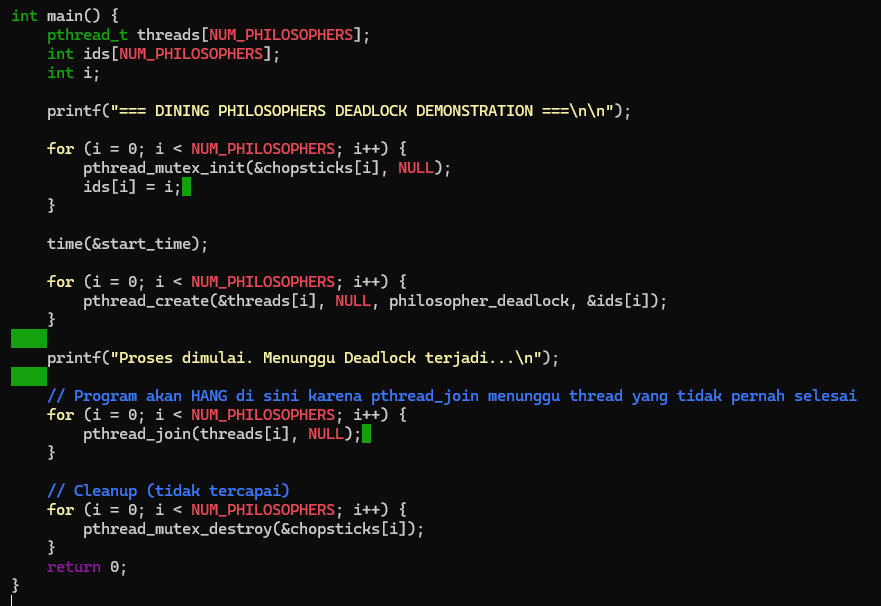 int main() {
    pthread_t threads[NUM_PHILOSOPHERS];
    int ids[NUM_PHILOSOPHERS];
    int i;

    printf("=== DINING PHILOSOPHERS DEADLOCK DEMONSTRATION ===\n\n");

    for (i = 0; i < NUM_PHILOSOPHERS; i++) {
        pthread_mutex_init(&chopsticks[i], NULL);
        ids[i] = i;
    }

    time(&start_time);

    for (i = 0; i < NUM_PHILOSOPHERS; i++) {
        pthread_create(&threads[i], NULL, philosopher_deadlock, &ids[i]);
    }

    printf("Proses dimulai. Menunggu Deadlock terjadi...\n");

    // Program akan HANG di sini karena pthread_join menunggu thread yang tidak pernah selesai
    for (i = 0; i < NUM_PHILOSOPHERS; i++) {
        pthread_join(threads[i], NULL);
    }

    // Cleanup (tidak tercapai)
    for (i = 0; i < NUM_PHILOSOPHERS; i++) {
        pthread_mutex_destroy(&chopsticks[i]);
    }
    return 0;
}